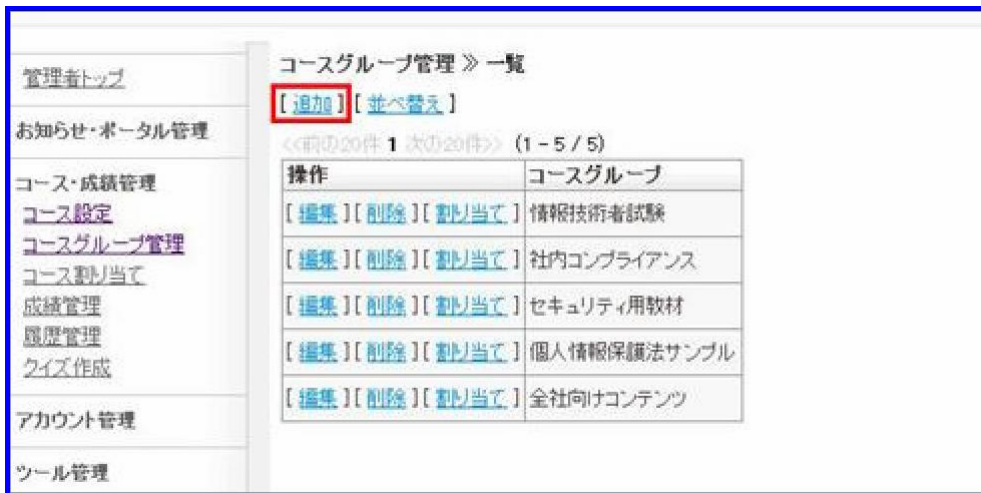 管理者トップ
お知らせ・ポータル管理
コース・成績管理
コース設定
コースグループ管理
コース割り当て
成績管理
履歴管理
クイズ作成
アカウント管理
ツール管理
コースグループ管理 ≫ 一覧
[ 追加 ] [ 並べ替え ]
<<前の20件 1 次の20件>> (1 - 5 / 5)
操作 コースグループ
[ 編集 ][ 削除 ][ 割り当て ] 情報技術者試験
[ 編集 ][ 削除 ][ 割り当て ] 社内コンプライアンス
[ 編集 ][ 削除 ][ 割り当て ] セキュリティ用教材
[ 編集 ][ 削除 ][ 割り当て ] 個人情報保護法サンプル
[ 編集 ][ 削除 ][ 割り当て ] 全社向けコンテンツ